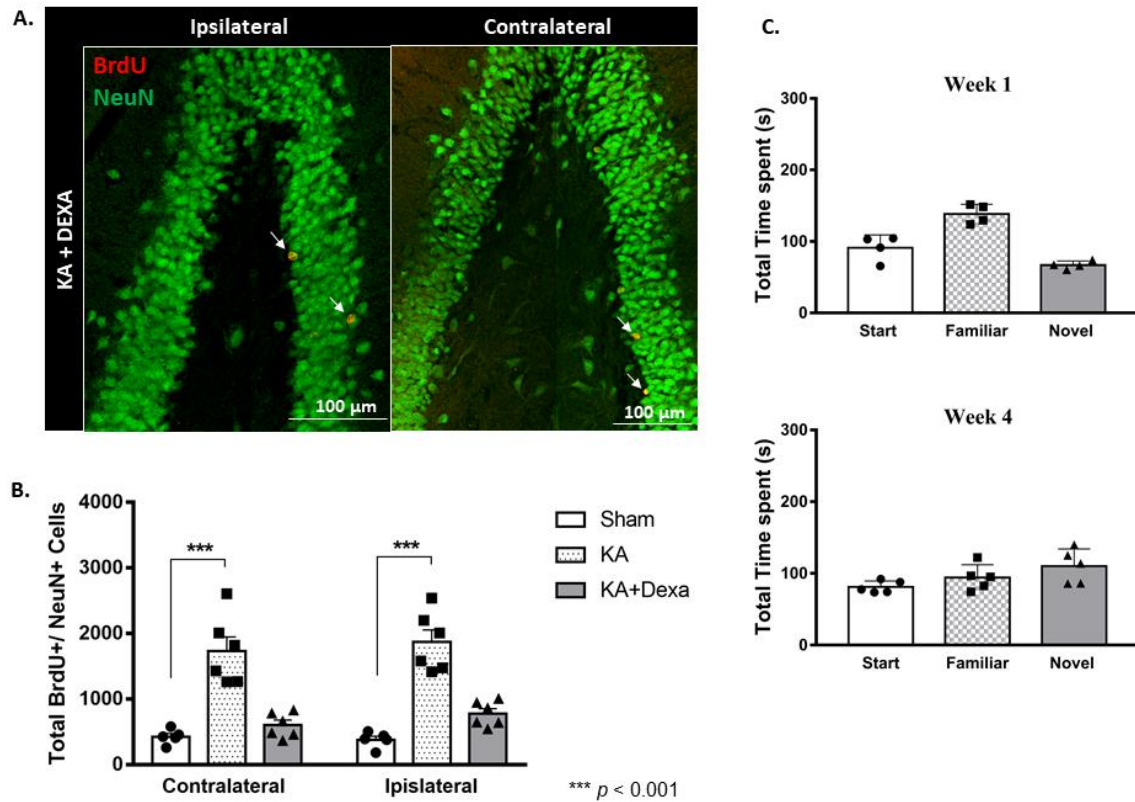 A.
Ipsilateral
Contralateral
BrdU
NeuN
KA + DEXA
100 µm
100 µm
B.
Total BrdU+/ NeuN+ Cells
4000
3000
2000
1000
0
***
***
Contralateral
Ipislateral
Sham
KA
KA+Dexa
*** p < 0.001
C.
Week 1
Total Time spent (s)
300
200
100
0
Start
Familiar
Novel
Week 4
Total Time spent (s)
300
200
100
0
Start
Familiar
Novel